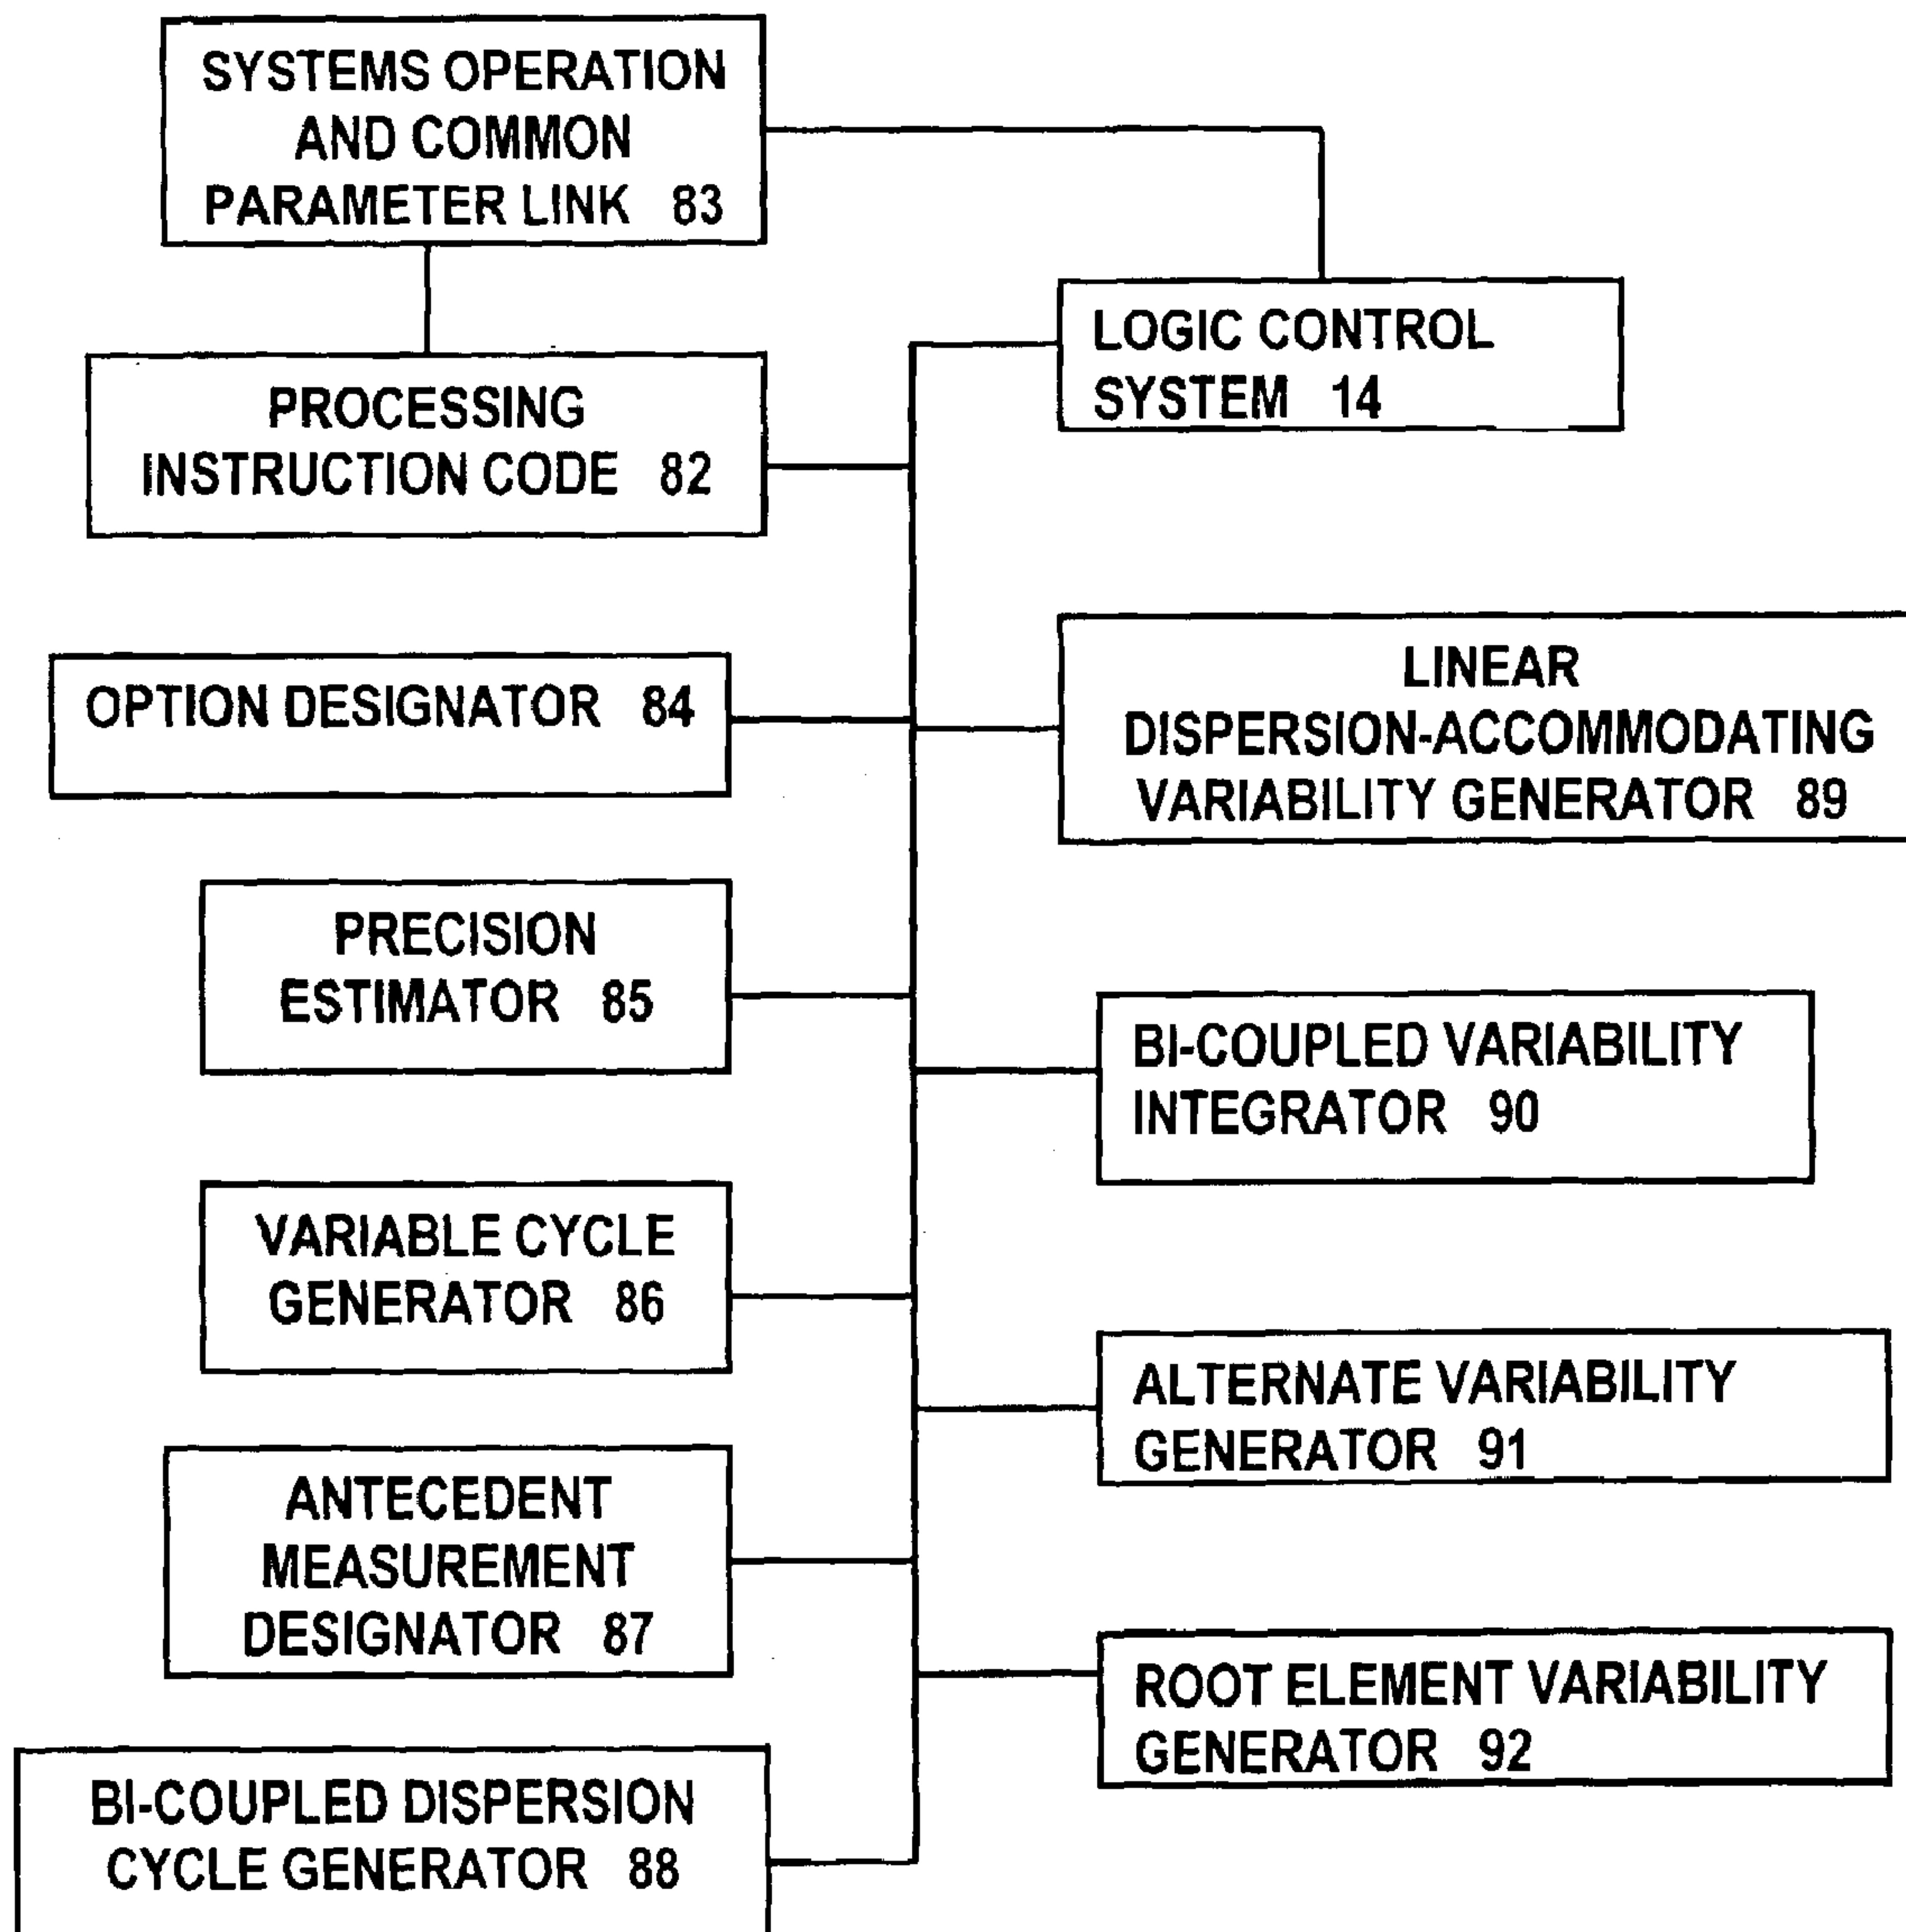 SYSTEMS OPERATION
AND COMMON
PARAMETER LINK 83
LOGIC CONTROL
SYSTEM 14
PROCESSING
INSTRUCTION CODE 82
OPTION DESIGNATOR 84
LINEAR
DISPERSION-ACCOMMODATING
VARIABILITY GENERATOR 89
PRECISION
ESTIMATOR 85
BI-COUPLED VARIABILITY
INTEGRATOR 90
VARIABLE CYCLE
GENERATOR 86
ALTERNATE VARIABILITY
GENERATOR 91
ANTECEDENT
MEASUREMENT
DESIGNATOR 87
ROOT ELEMENT VARIABILITY
GENERATOR 92
BI-COUPLED DISPERSION
CYCLE GENERATOR 88